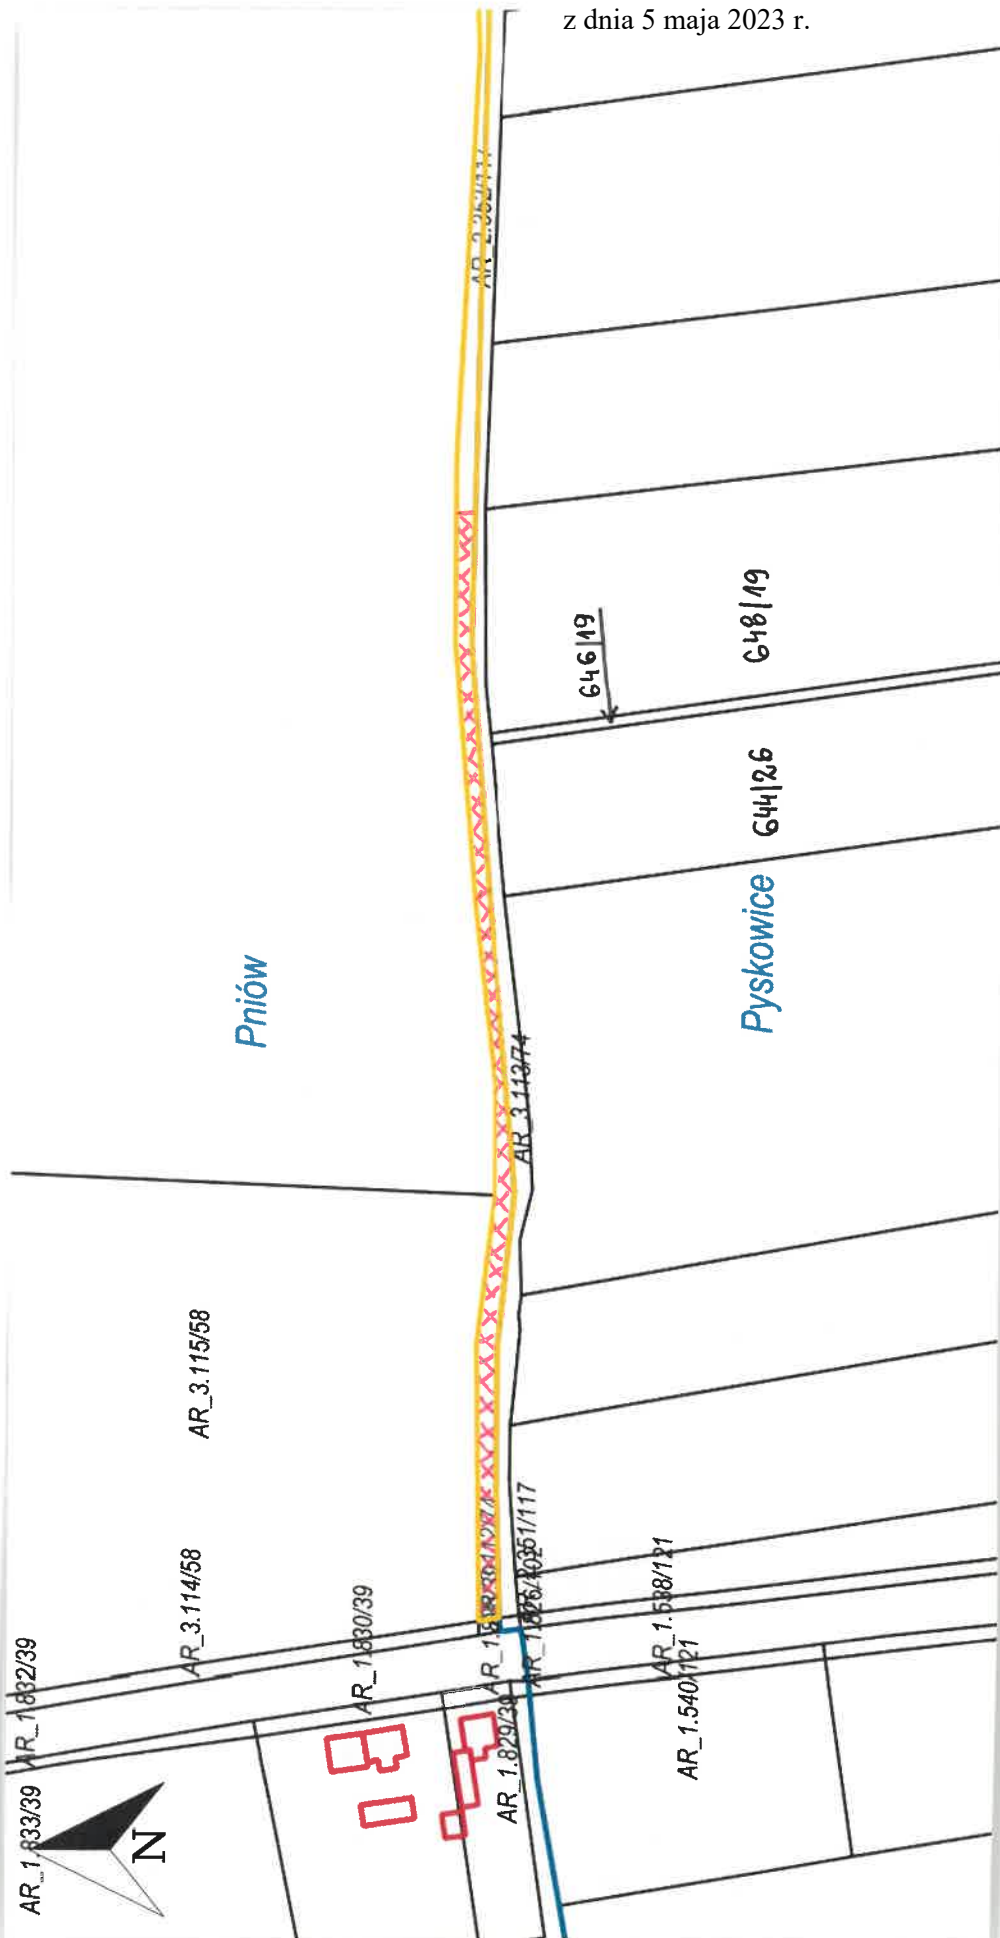 z dnia 5 maja 2023 r.
646/19
648/19
644/26
Pniów
Pyskowice
AR_3.113/74
AR_3.115/58
AR_3.114/58
AR_1.830/39
AR_1.832/39
AR_1.833/39
AR_1.829/39
AR_1.538/121
AR_1.540/121
N